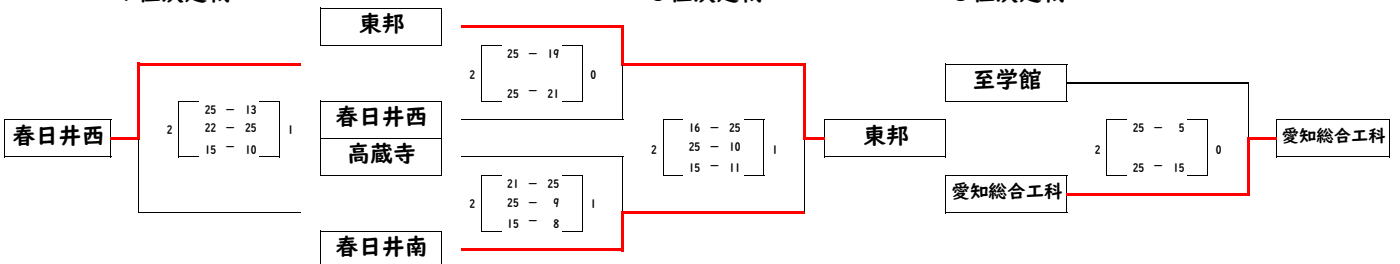 東邦
25 － 19
2 0
25 － 21
至学館
25 － 13
春日井西 2 22 － 25 1
15 － 10
春日井西
高蔵寺
16 － 25
2 25 － 10 1
15 － 11
東邦
25 － 5
2 0
25 － 15
愛知総合工科
21 － 25
2 25 － 9 1
15 － 8
愛知総合工科
春日井南